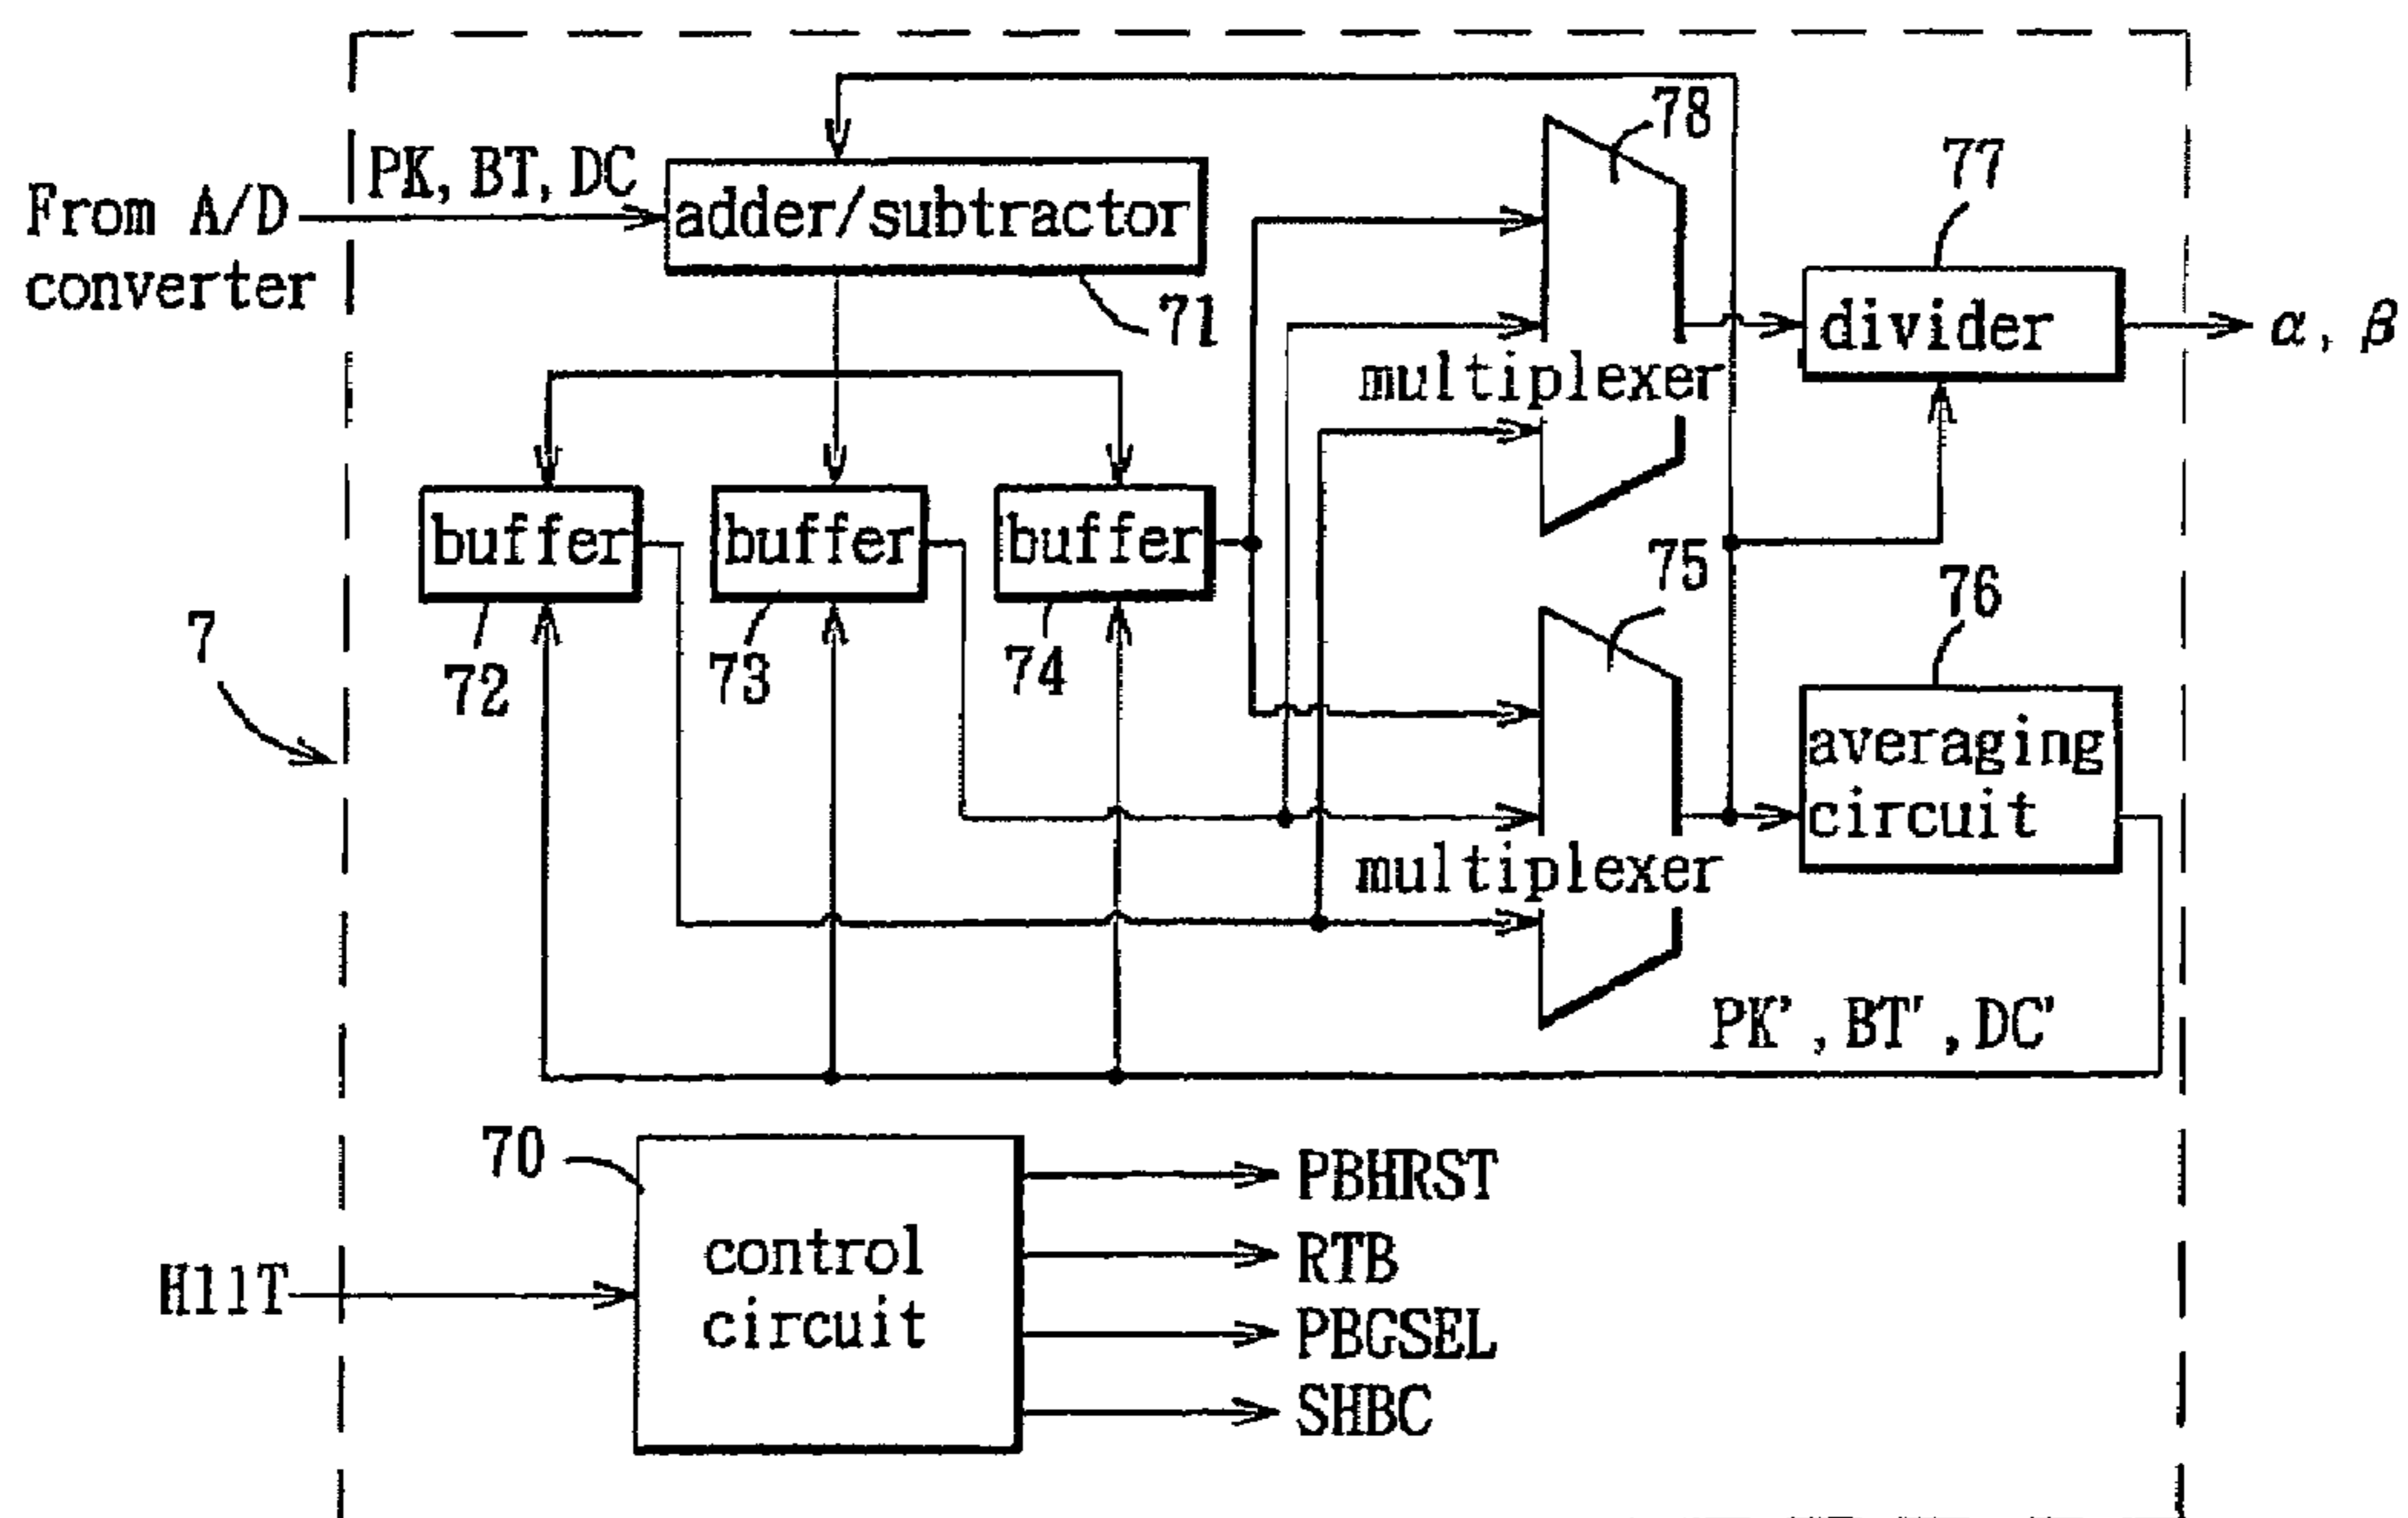 78
77
PK, BT, DC
From A/D
converter
adder/subtractor
71
divider
α, β
multiplexer
buffer
buffer
buffer
75
76
7
72
73
74
averaging
circuit
multiplexer
PK', BT', DC'
70
control
circuit
PBHRST
RTB
PBGSEL
SHBC
H11T